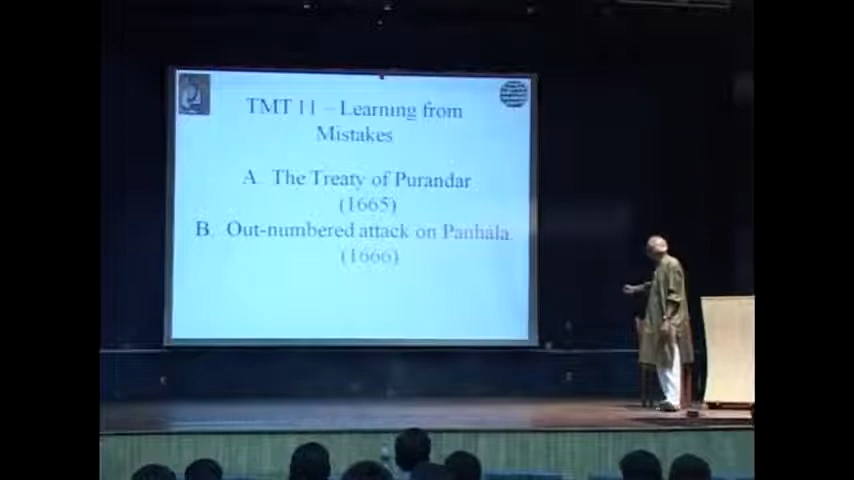 TMT 11 – Learning from
Mistakes
A. The Treaty of Purandar
(1665)
B. Out-numbered attack on Panhala.
(1666)